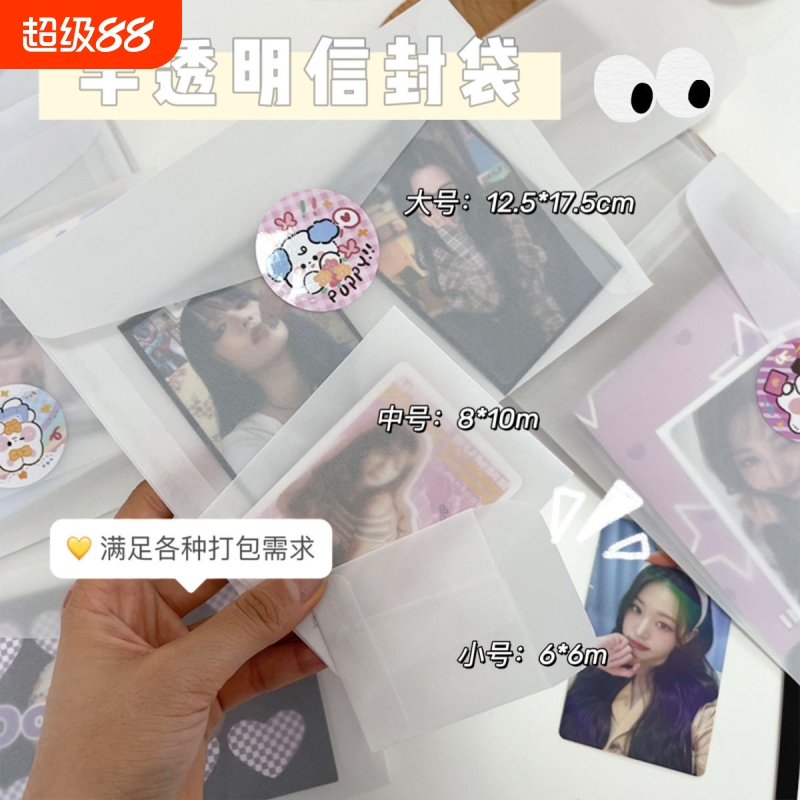 超级88
半透明信封袋
大号：12.5*17.5cm
puppy!!
中号：8*10m
💛 满足各种打包需求
小号：6*6m